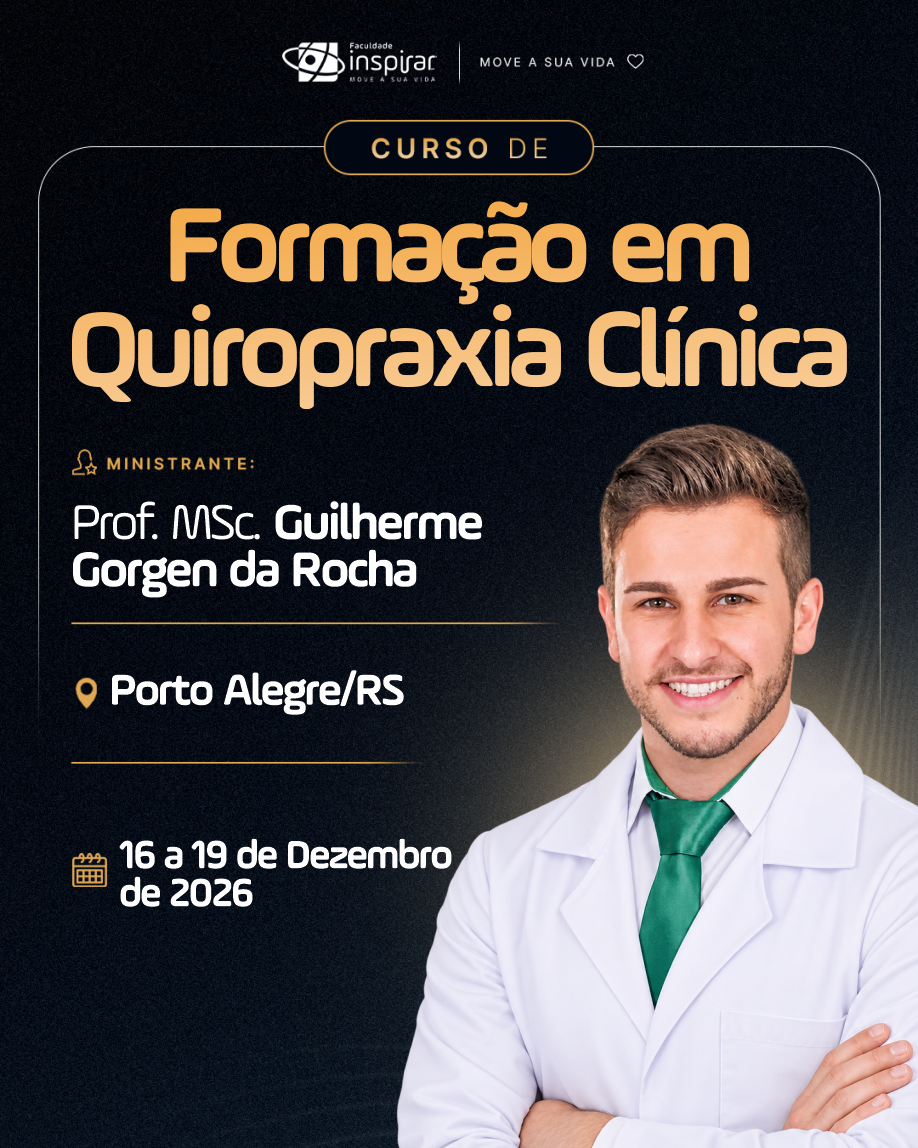 Faculdade
inspirar
MOVE A SUA VIDA
MOVE A SUA VIDA
CURSO DE
Formação em
Quiropraxia Clínica
MINISTRANTE:
Prof. MSc. Guilherme
Gorgen da Rocha
Porto Alegre/RS
16 a 19 de Dezembro
de 2026